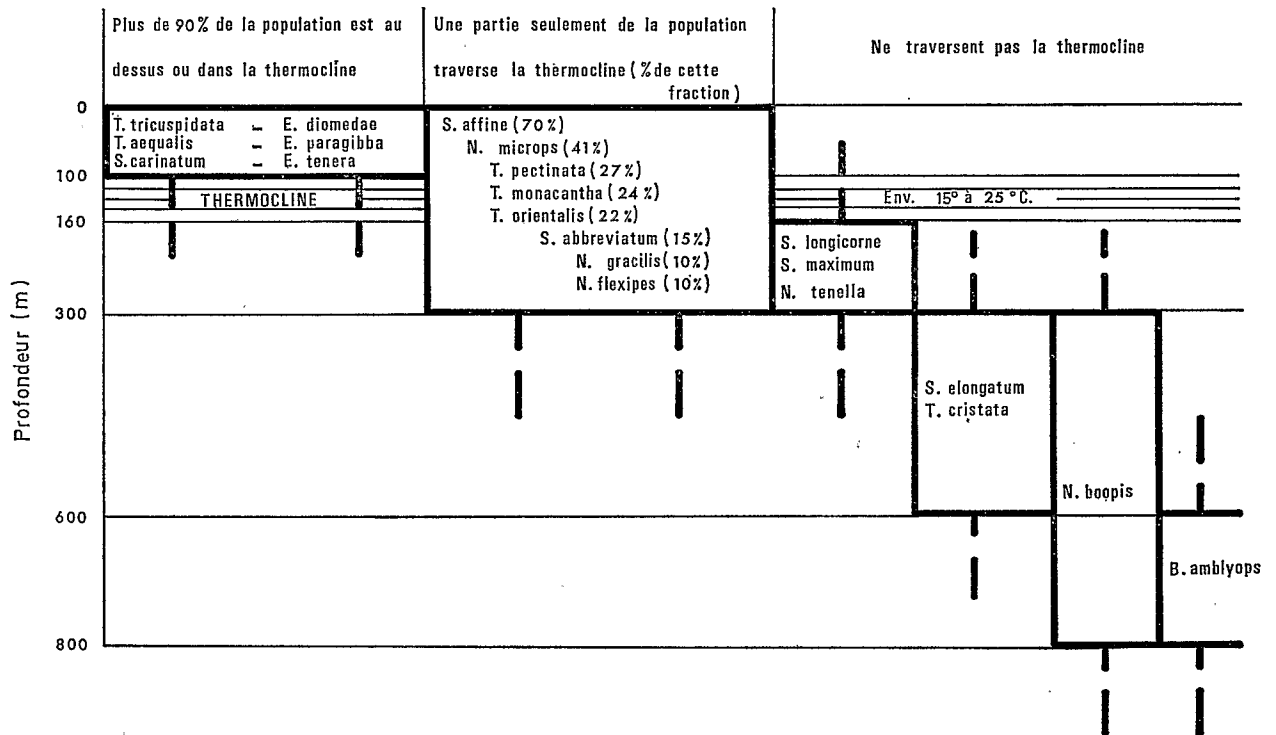 Plus de 90% de la population est au
dessus ou dans la thermocline
Une partie seulement de la population
traverse la thermocline (% de cette
fraction)
Ne traversent pas la thermocline
Profondeur (m)
0
100
160
300
600
800
T. tricuspidata - E. diomedae
T. aequalis - E. paragibba
S. carinatum - E. tenera
THERMOCLINE
S. affine (70%)
N. microps (41%)
T. pectinata (27%)
T. monacantha (24%)
T. orientalis (22%)
S. abbreviatum (15%)
N. gracilis (10%)
N. flexipes (10%)
Env. 15° à 25°C.
S. longicorne
S. maximum
N. tenella
S. elongatum
T. cristata
N. boopis
B. amblyops